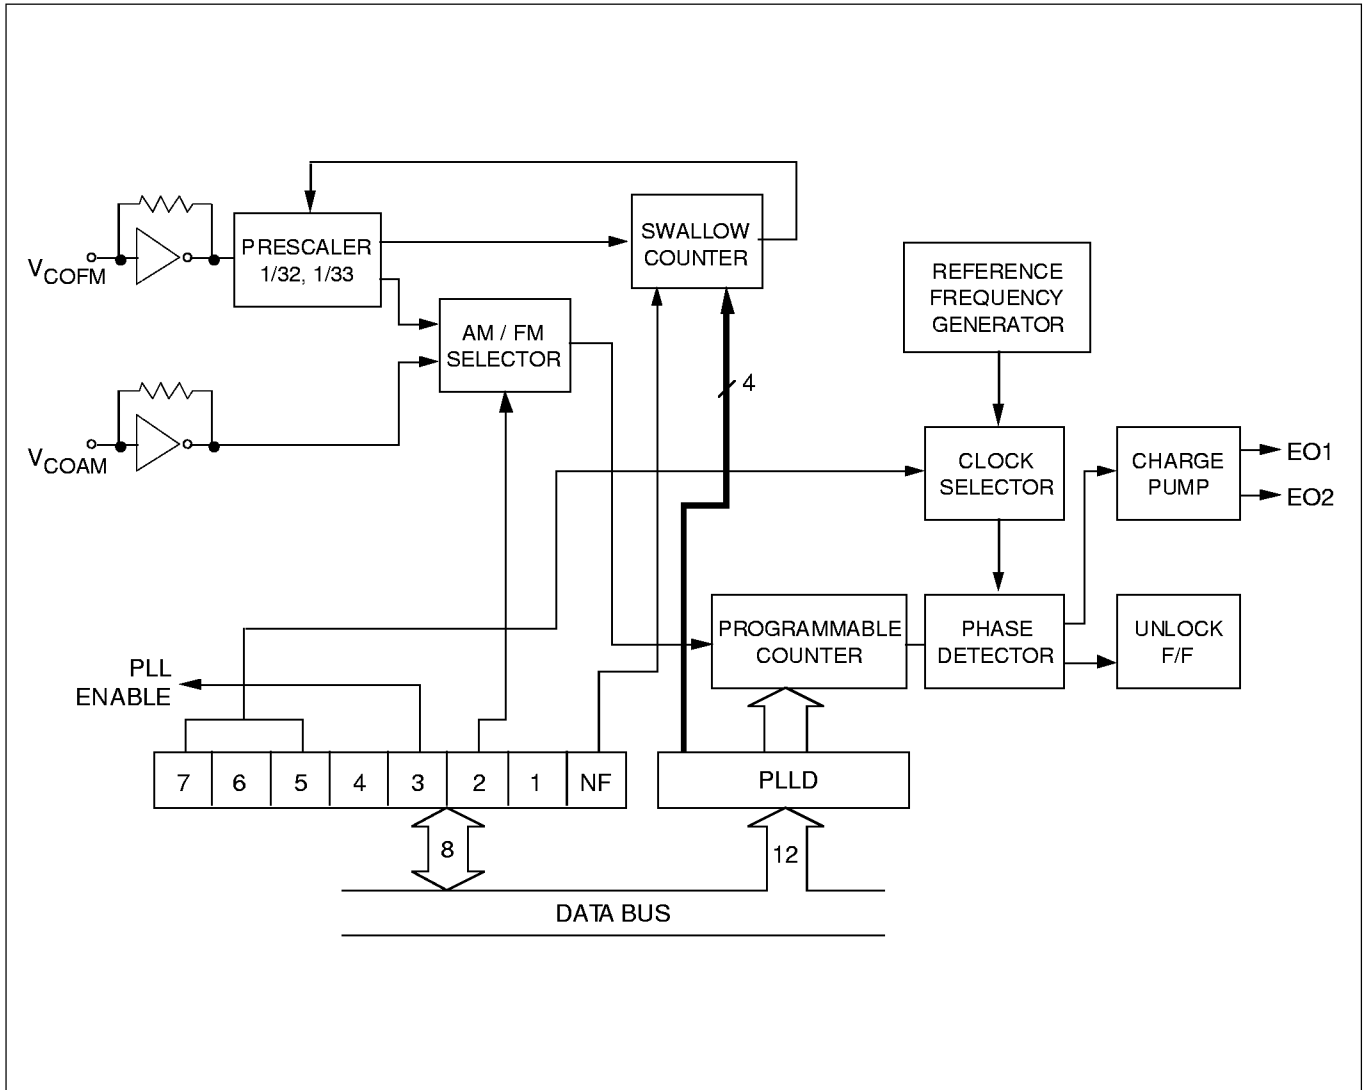 PRESCALER
1/32, 1/33
SWALLOW
COUNTER
VCOFM
REFERENCE
FREQUENCY
GENERATOR
AM / FM
SELECTOR
4
VCOAM
CLOCK
SELECTOR
CHARGE
PUMP
EO1
EO2
PROGRAMMABLE
COUNTER
PHASE
DETECTOR
UNLOCK
F/F
PLL
ENABLE
7 6 5 4 3 2 1 NF
PLLD
8
12
DATA BUS